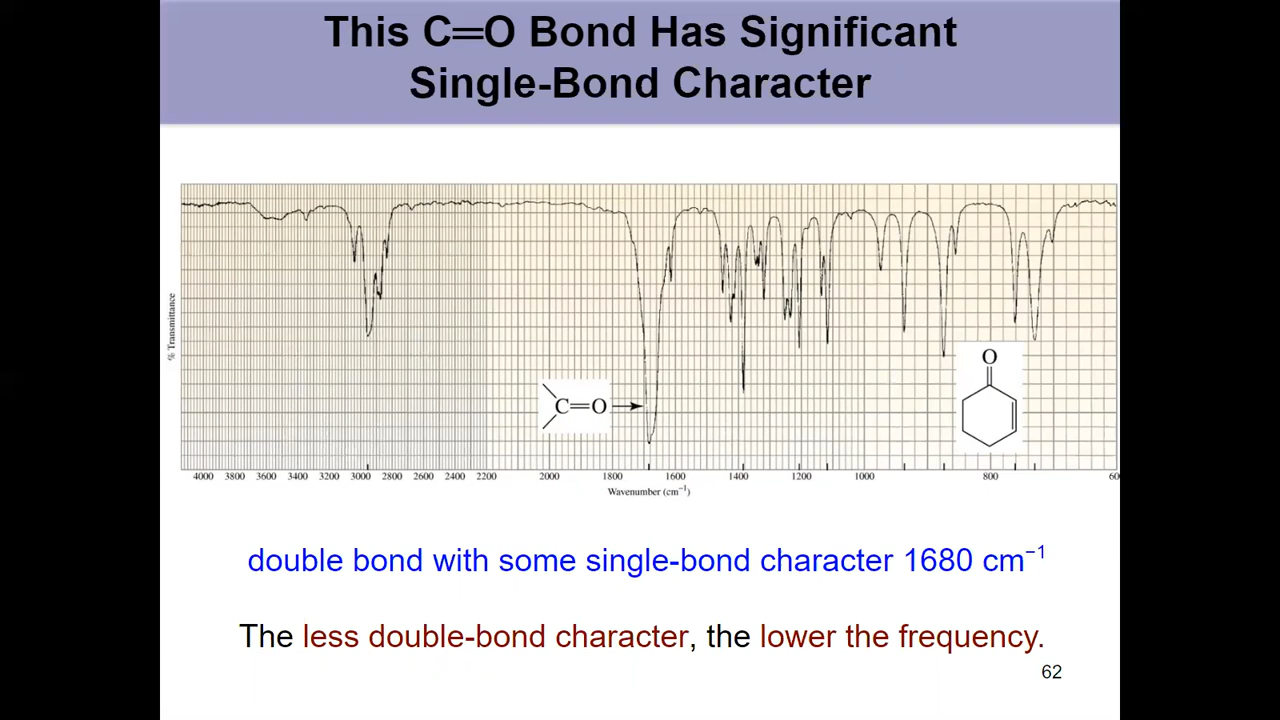 This C═O Bond Has Significant
Single-Bond Character
% Transmittance
C═O
O
4000 3800 3600 3400 3200 3000 2800 2600 2400 2200 2000 1800 1600 1400 1200 1000 800 60
Wavenumber (cm⁻¹)
double bond with some single-bond character 1680 cm⁻¹
The less double-bond character, the lower the frequency.
62